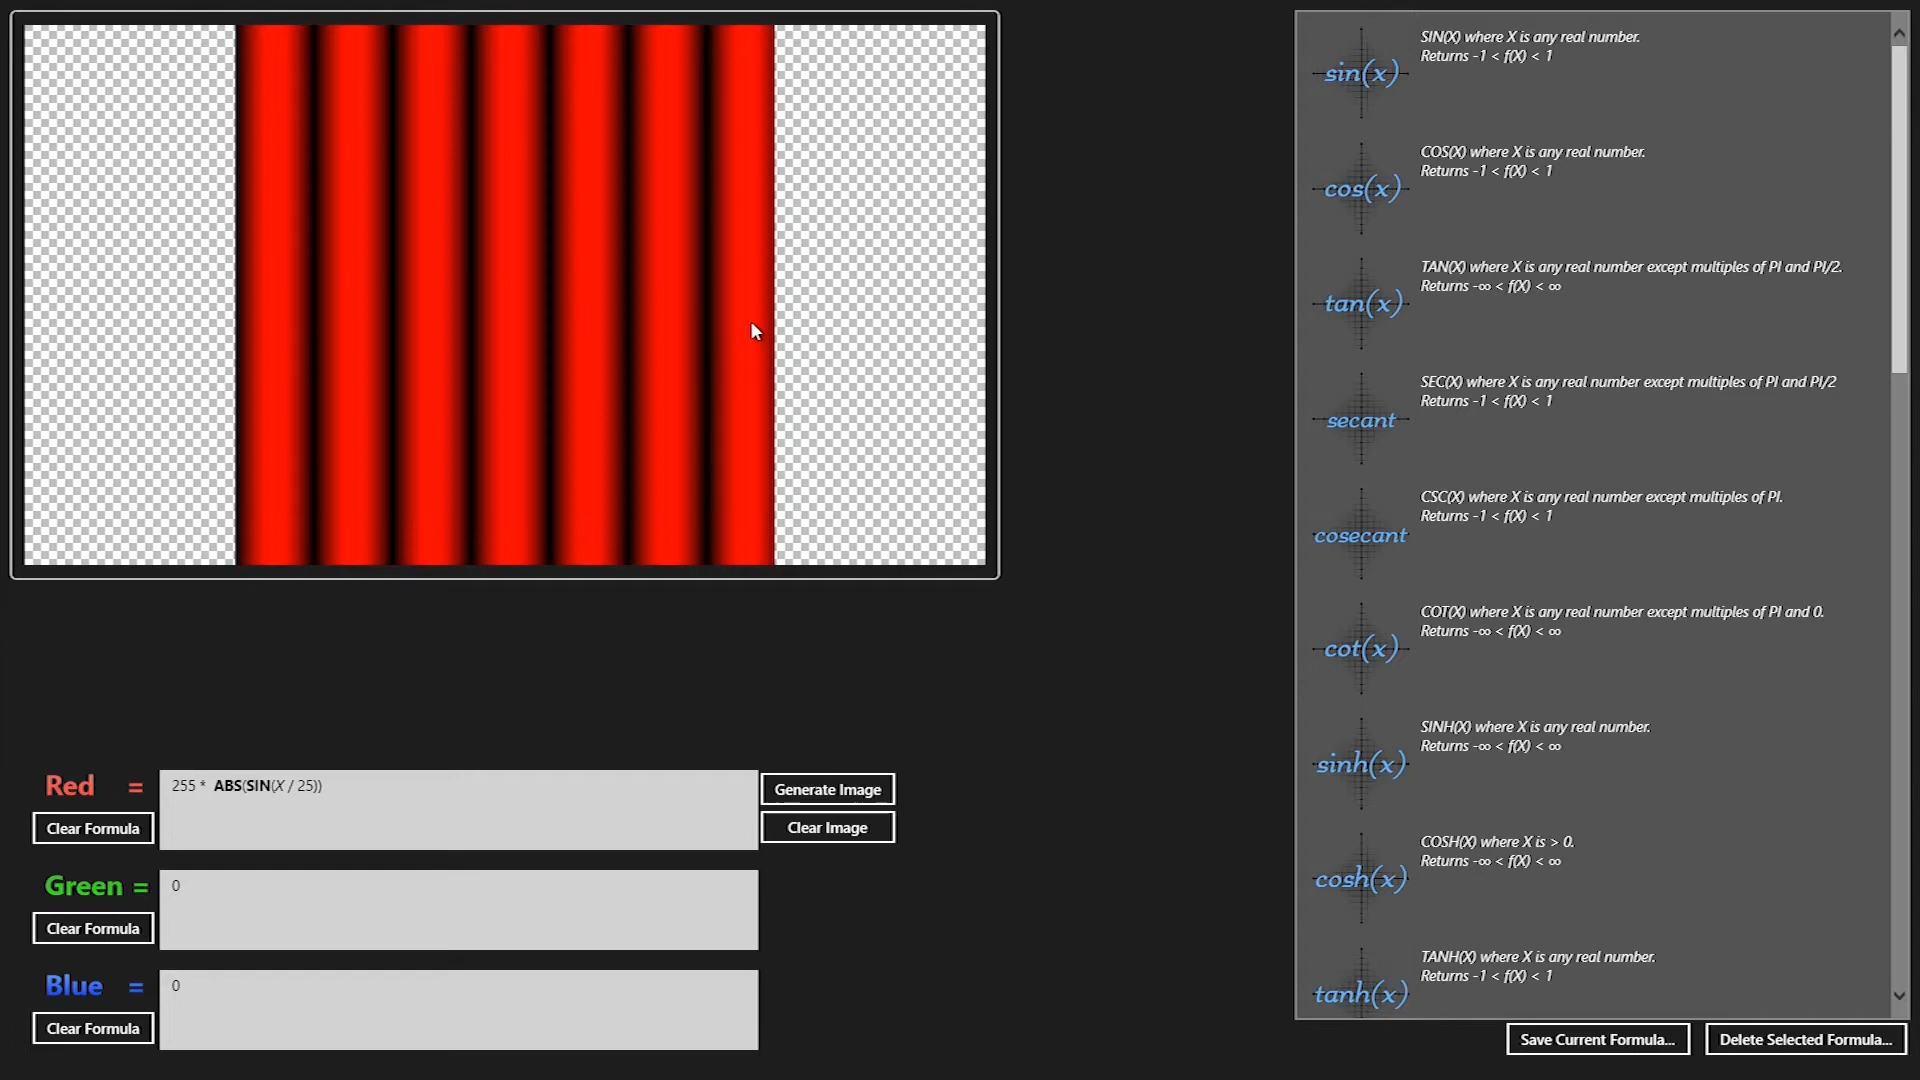 sin(x)
SIN(X) where X is any real number.
Returns -1 < f(X) < 1
cos(x)
COS(X) where X is any real number.
Returns -1 < f(X) < 1
tan(x)
TAN(X) where X is any real number except multiples of PI and PI/2.
Returns -∞ < f(X) < ∞
secant
SEC(X) where X is any real number except multiples of PI and PI/2
Returns -1 < f(X) < 1
cosecant
CSC(X) where X is any real number except multiples of PI.
Returns -1 < f(X) < 1
cot(x)
COT(X) where X is any real number except multiples of PI and 0.
Returns -∞ < f(X) < ∞
sinh(x)
SINH(X) where X is any real number.
Returns -∞ < f(X) < ∞
cosh(x)
COSH(X) where X is > 0.
Returns -∞ < f(X) < ∞
tanh(x)
TANH(X) where X is any real number.
Returns -1 < f(X) < 1
Red =
255 * ABS(SIN(X / 25))
Generate Image
Clear Formula
Clear Image
Green =
0
Clear Formula
Blue =
0
Clear Formula
Save Current Formula...
Delete Selected Formula...